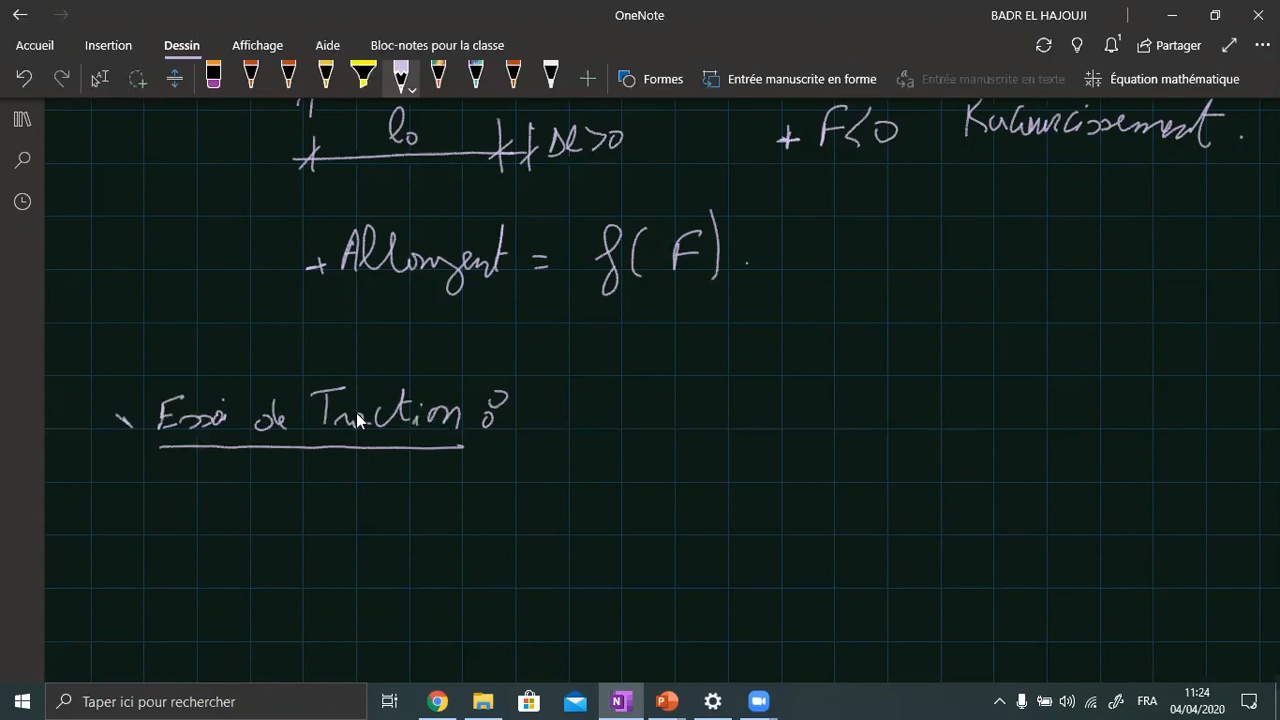 OneNote
BADR EL HAJOUJI
Accueil Insertion Dessin Affichage Aide Bloc-notes pour la classe
Partager
Formes Entrée manuscrite en forme Entrée manuscrite en texte Équation mathématique
l0 Δl>0
+ F<0 Raccourcissement .
+ Allongent = f( F) .
Essai de Traction :
Taper ici pour rechercher
FRA
11:24
04/04/2020